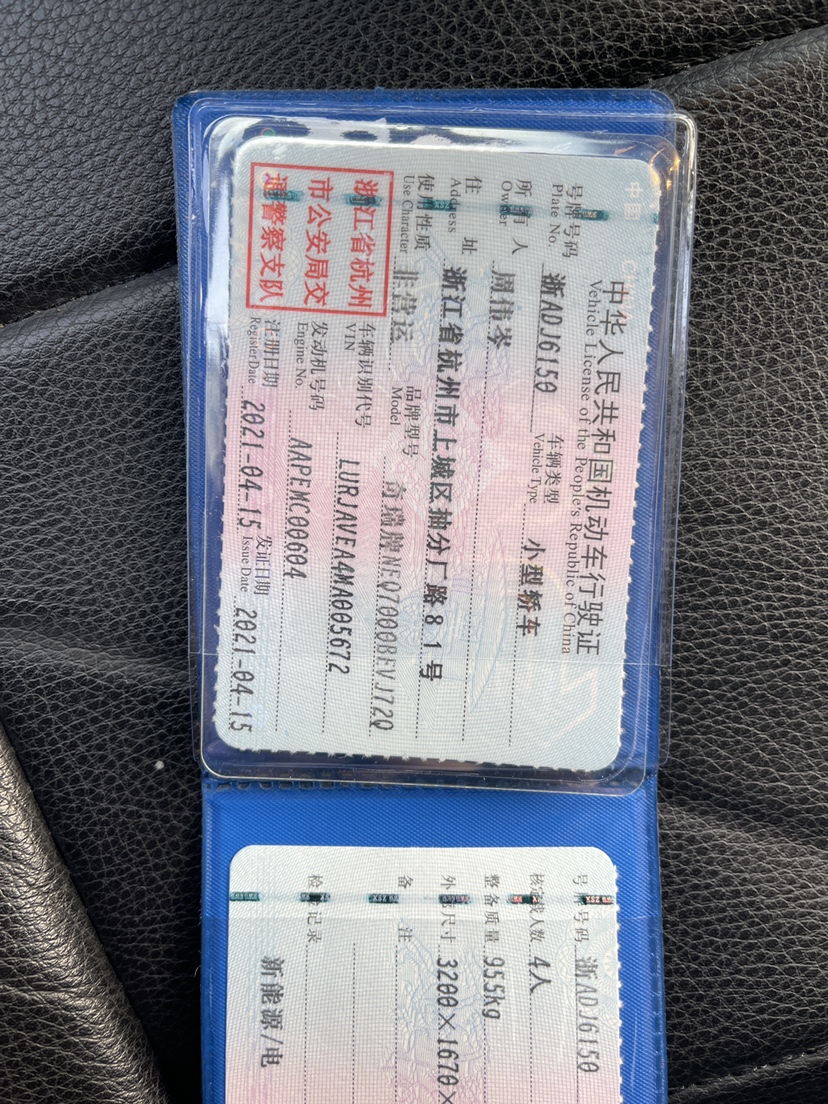 中华人民共和国机动车行驶证
Vehicle License of the People's Republic of China
号牌号码 浙ADJ6150 车辆类型 小型轿车
Plate No. Vehicle Type
所有人 周伟岑
Owner
住址 浙江省杭州市上城区抽分厂路81号
Address
使用性质 非营运 品牌型号 奇瑞牌NEQ7000BEVJ72Q
Use Character Model
浙江省杭州
市公安局交
通警察支队
车辆识别代号 LURJAVEA4MA005672
VIN
发动机号码 AAPEMC00604
Engine No.
注册日期 2021-04-15 发证日期 2021-04-15
Register Date Issue Date
号牌号码 浙ADJ6150
核定载人数 4人
整备质量 955kg
外廓尺寸 3200×1670×
备注
检验记录
新能源/电